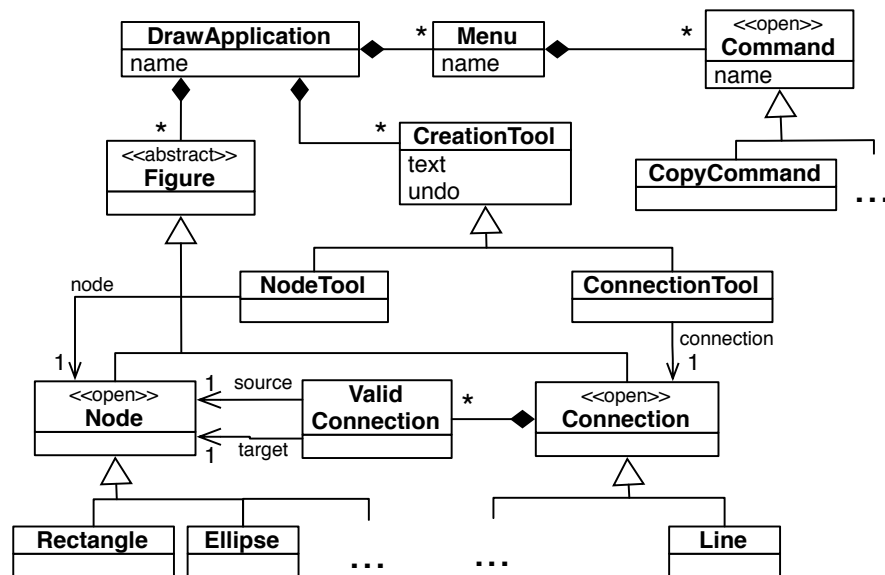 DrawApplication
name
*
Menu
name
*
<<open>>
Command
name
*
<<abstract>>
Figure
*
CreationTool
text
undo
CopyCommand
...
node
NodeTool
ConnectionTool
connection
1
1
<<open>>
Node
1
source
1
target
Valid
Connection
*
<<open>>
Connection
Rectangle
Ellipse
...
...
Line